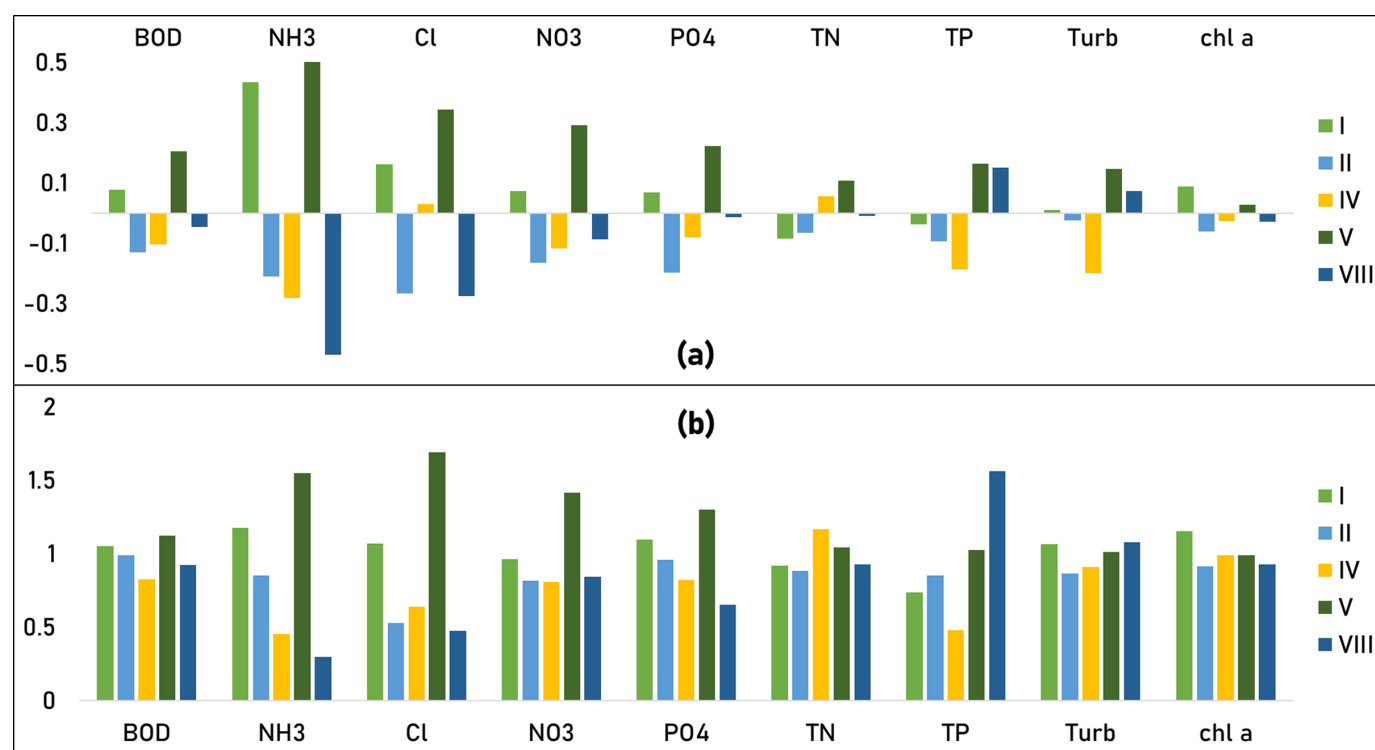 BOD NH3 Cl NO3 PO4 TN TP Turb chl a
0.5
0.3
0.1
-0.1
-0.3
-0.5
I
II
IV
V
VIII
(a)
2
1.5
1
0.5
0
(b)
I
II
IV
V
VIII
BOD NH3 Cl NO3 PO4 TN TP Turb chl a